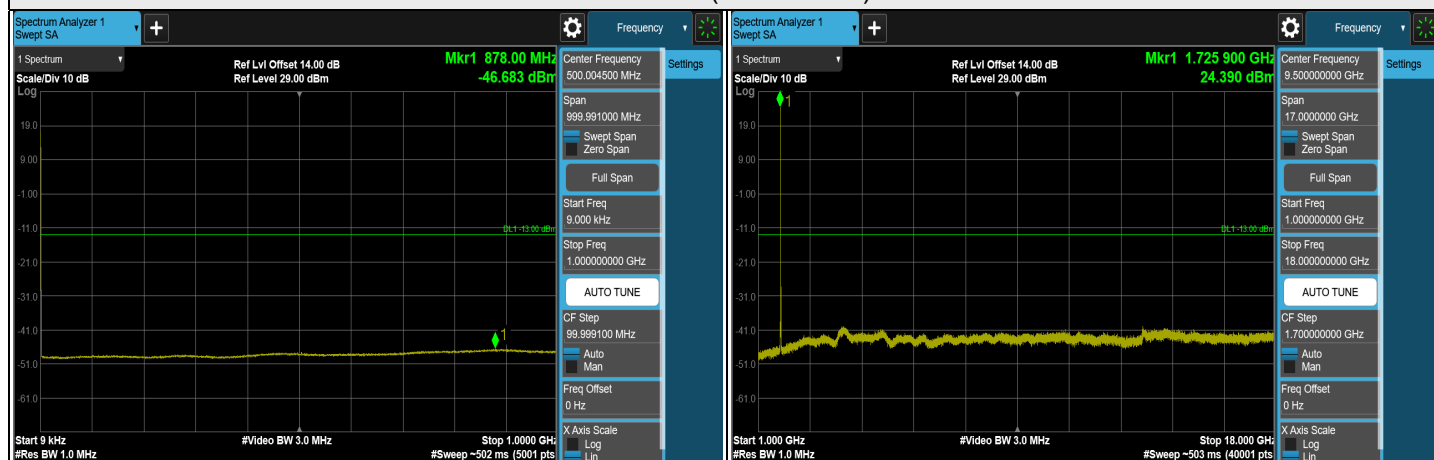 Spectrum Analyzer 1
Swept SA
+
Frequency
1 Spectrum
Scale/Div 10 dB
Log
Ref Lvl Offset 14.00 dB
Ref Level 29.00 dBm
Mkr1 878.00 MHz
-46.683 dBm
19.0
9.00
-1.00
-11.0
-21.0
-31.0
-41.0
-51.0
-61.0
DL1 -13.00 dBm
1
Start 9 kHz
#Res BW 1.0 MHz
#Video BW 3.0 MHz
Stop 1.0000 GHz
#Sweep ~502 ms (5001 pts
Center Frequency
500.004500 MHz
Settings
Span
999.991000 MHz
Swept Span
Zero Span
Full Span
Start Freq
9.000 kHz
Stop Freq
1.000000000 GHz
AUTO TUNE
CF Step
99.999100 MHz
Auto
Man
Freq Offset
0 Hz
X Axis Scale
Log
Lin
Spectrum Analyzer 1
Swept SA
+
Frequency
1 Spectrum
Scale/Div 10 dB
Log
Ref Lvl Offset 14.00 dB
Ref Level 29.00 dBm
Mkr1 1.725 900 GHz
24.390 dBm
19.0
9.00
-1.00
-11.0
-21.0
-31.0
-41.0
-51.0
-61.0
DL1 -13.00 dBm
1
Start 1.000 GHz
#Res BW 1.0 MHz
#Video BW 3.0 MHz
Stop 18.000 GHz
#Sweep ~503 ms (40001 pts
Center Frequency
9.500000000 GHz
Settings
Span
17.0000000 GHz
Swept Span
Zero Span
Full Span
Start Freq
1.000000000 GHz
Stop Freq
18.000000000 GHz
AUTO TUNE
CF Step
1.700000000 GHz
Auto
Man
Freq Offset
0 Hz
X Axis Scale
Log
Lin